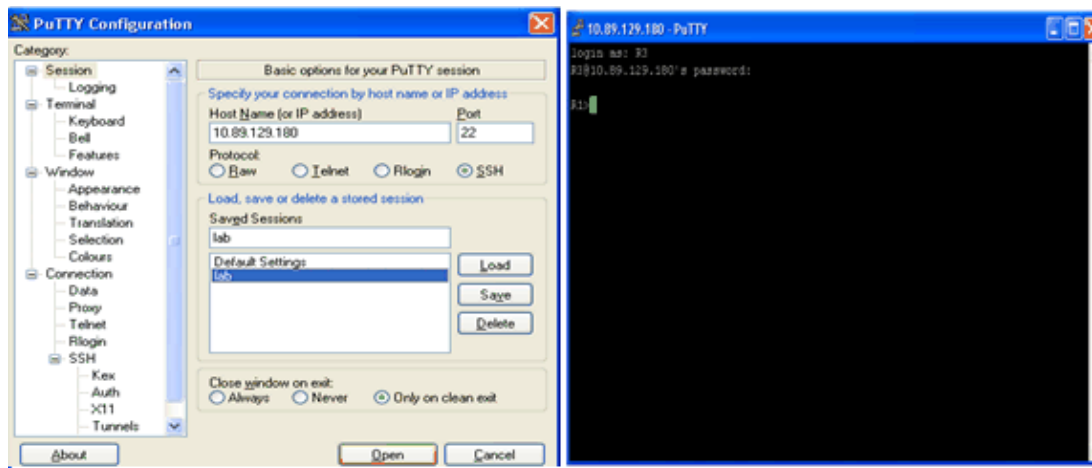 PuTTY Configuration
Category:
Session
Logging
Terminal
Keyboard
Bell
Features
Window
Appearance
Behaviour
Translation
Selection
Colours
Connection
Data
Proxy
Telnet
Rlogin
SSH
Kex
Auth
X11
Tunnels
Basic options for your PuTTY session
Specify your connection by host name or IP address
Host Name (or IP address)
Port
10.89.129.180
22
Protocol:
Raw
Telnet
Rlogin
SSH
Load, save or delete a stored session
Saved Sessions
lab
Default Settings
lab
Load
Save
Delete
Close window on exit:
Always
Never
Only on clean exit
About
Open
Cancel
10.89.129.180 - PuTTY
login as: R3
R3@10.89.129.180's password:
R1>